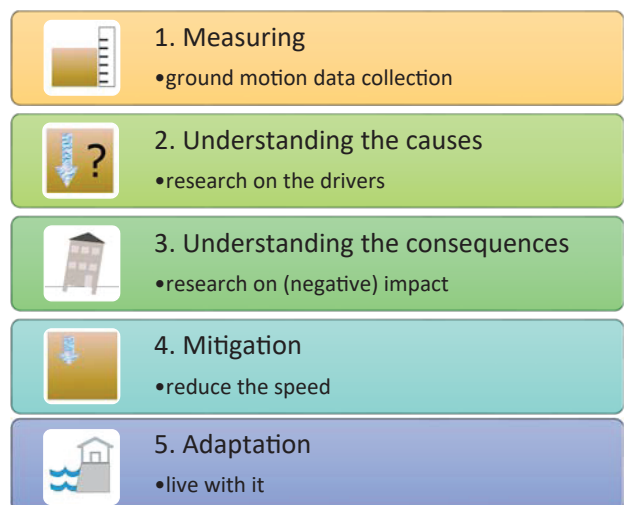 1. Measuring
•ground motion data collection
?
2. Understanding the causes
•research on the drivers
3. Understanding the consequences
•research on (negative) impact
4. Mitigation
•reduce the speed
5. Adaptation
•live with it